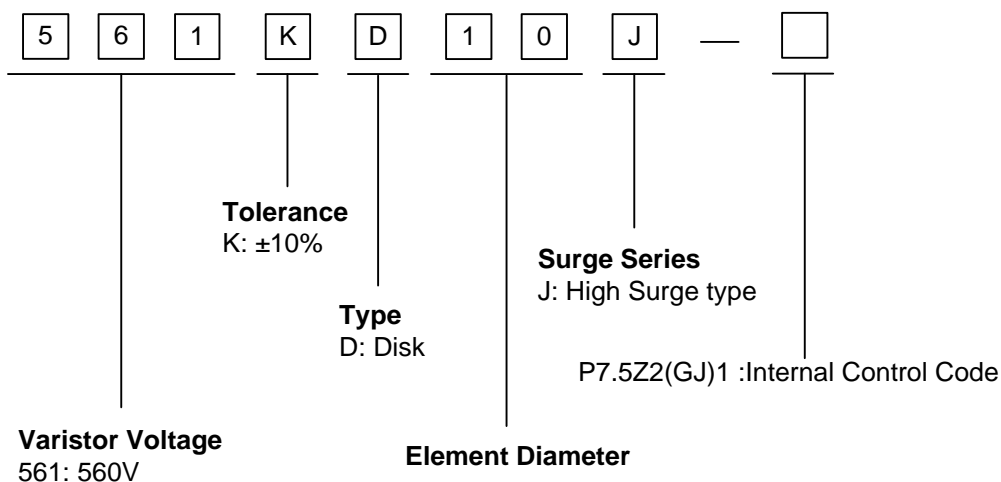 5 6 1 K D 1 0 J —
Tolerance
K: ±10%
Surge Series
J: High Surge type
Type
D: Disk
P7.5Z2(GJ)1 :Internal Control Code
Varistor Voltage
561: 560V
Element Diameter